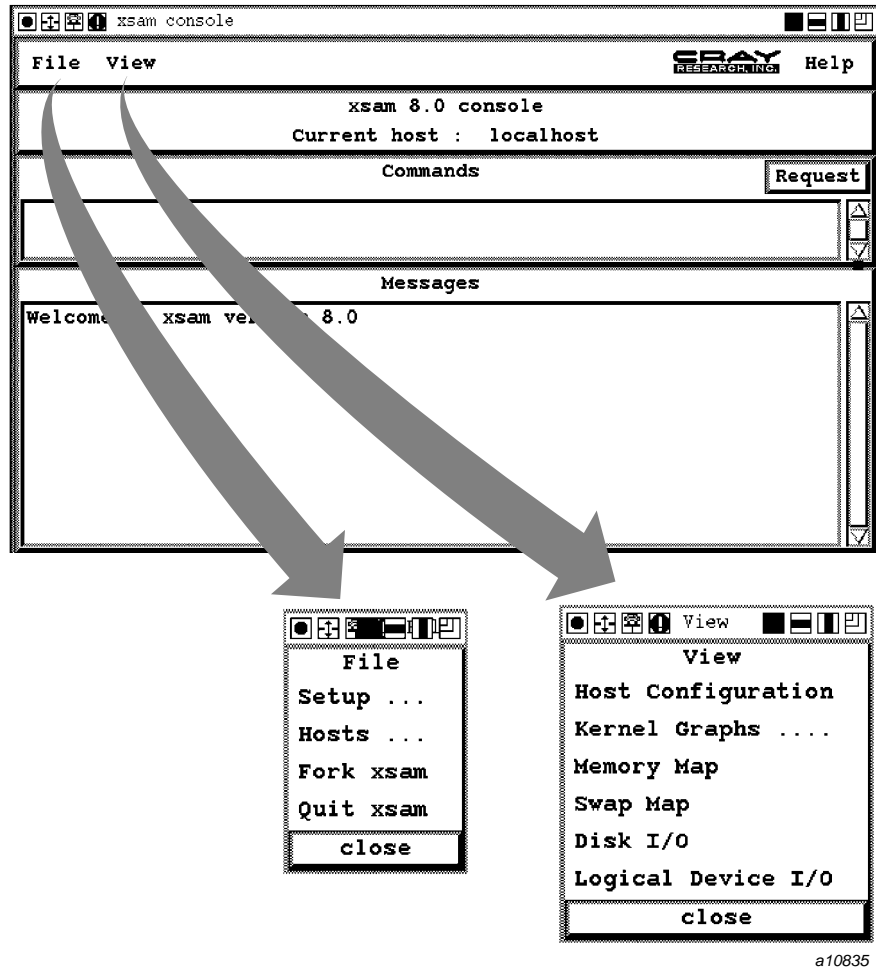 xsam console
File View CRAY RESEARCH, INC. Help
xsam 8.0 console
Current host : localhost
Commands
Request
Messages
Welcome xsam 8.0
File
Setup ...
Hosts ...
Fork xsam
Quit xsam
close
View
View
Host Configuration
Kernel Graphs ....
Memory Map
Swap Map
Disk I/O
Logical Device I/O
close
a10835